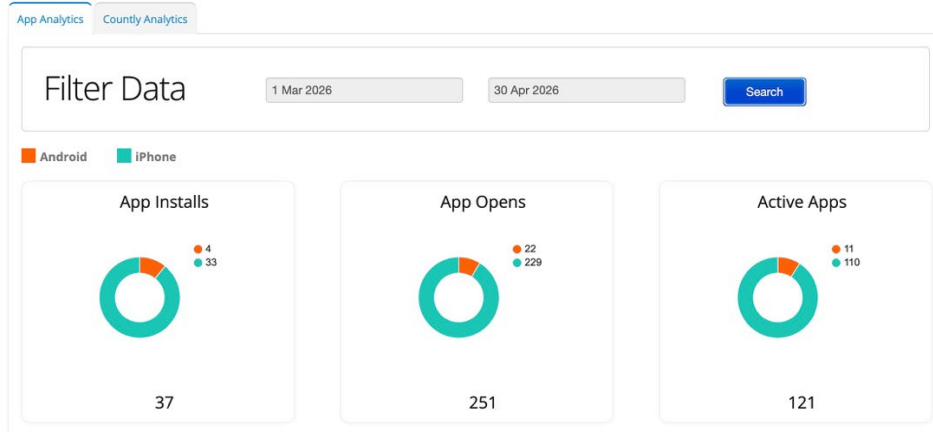 App Analytics
Countly Analytics
Filter Data
1 Mar 2026
30 Apr 2026
Search
Android
iPhone
App Installs
4
33
37
App Opens
22
229
251
Active Apps
11
110
121